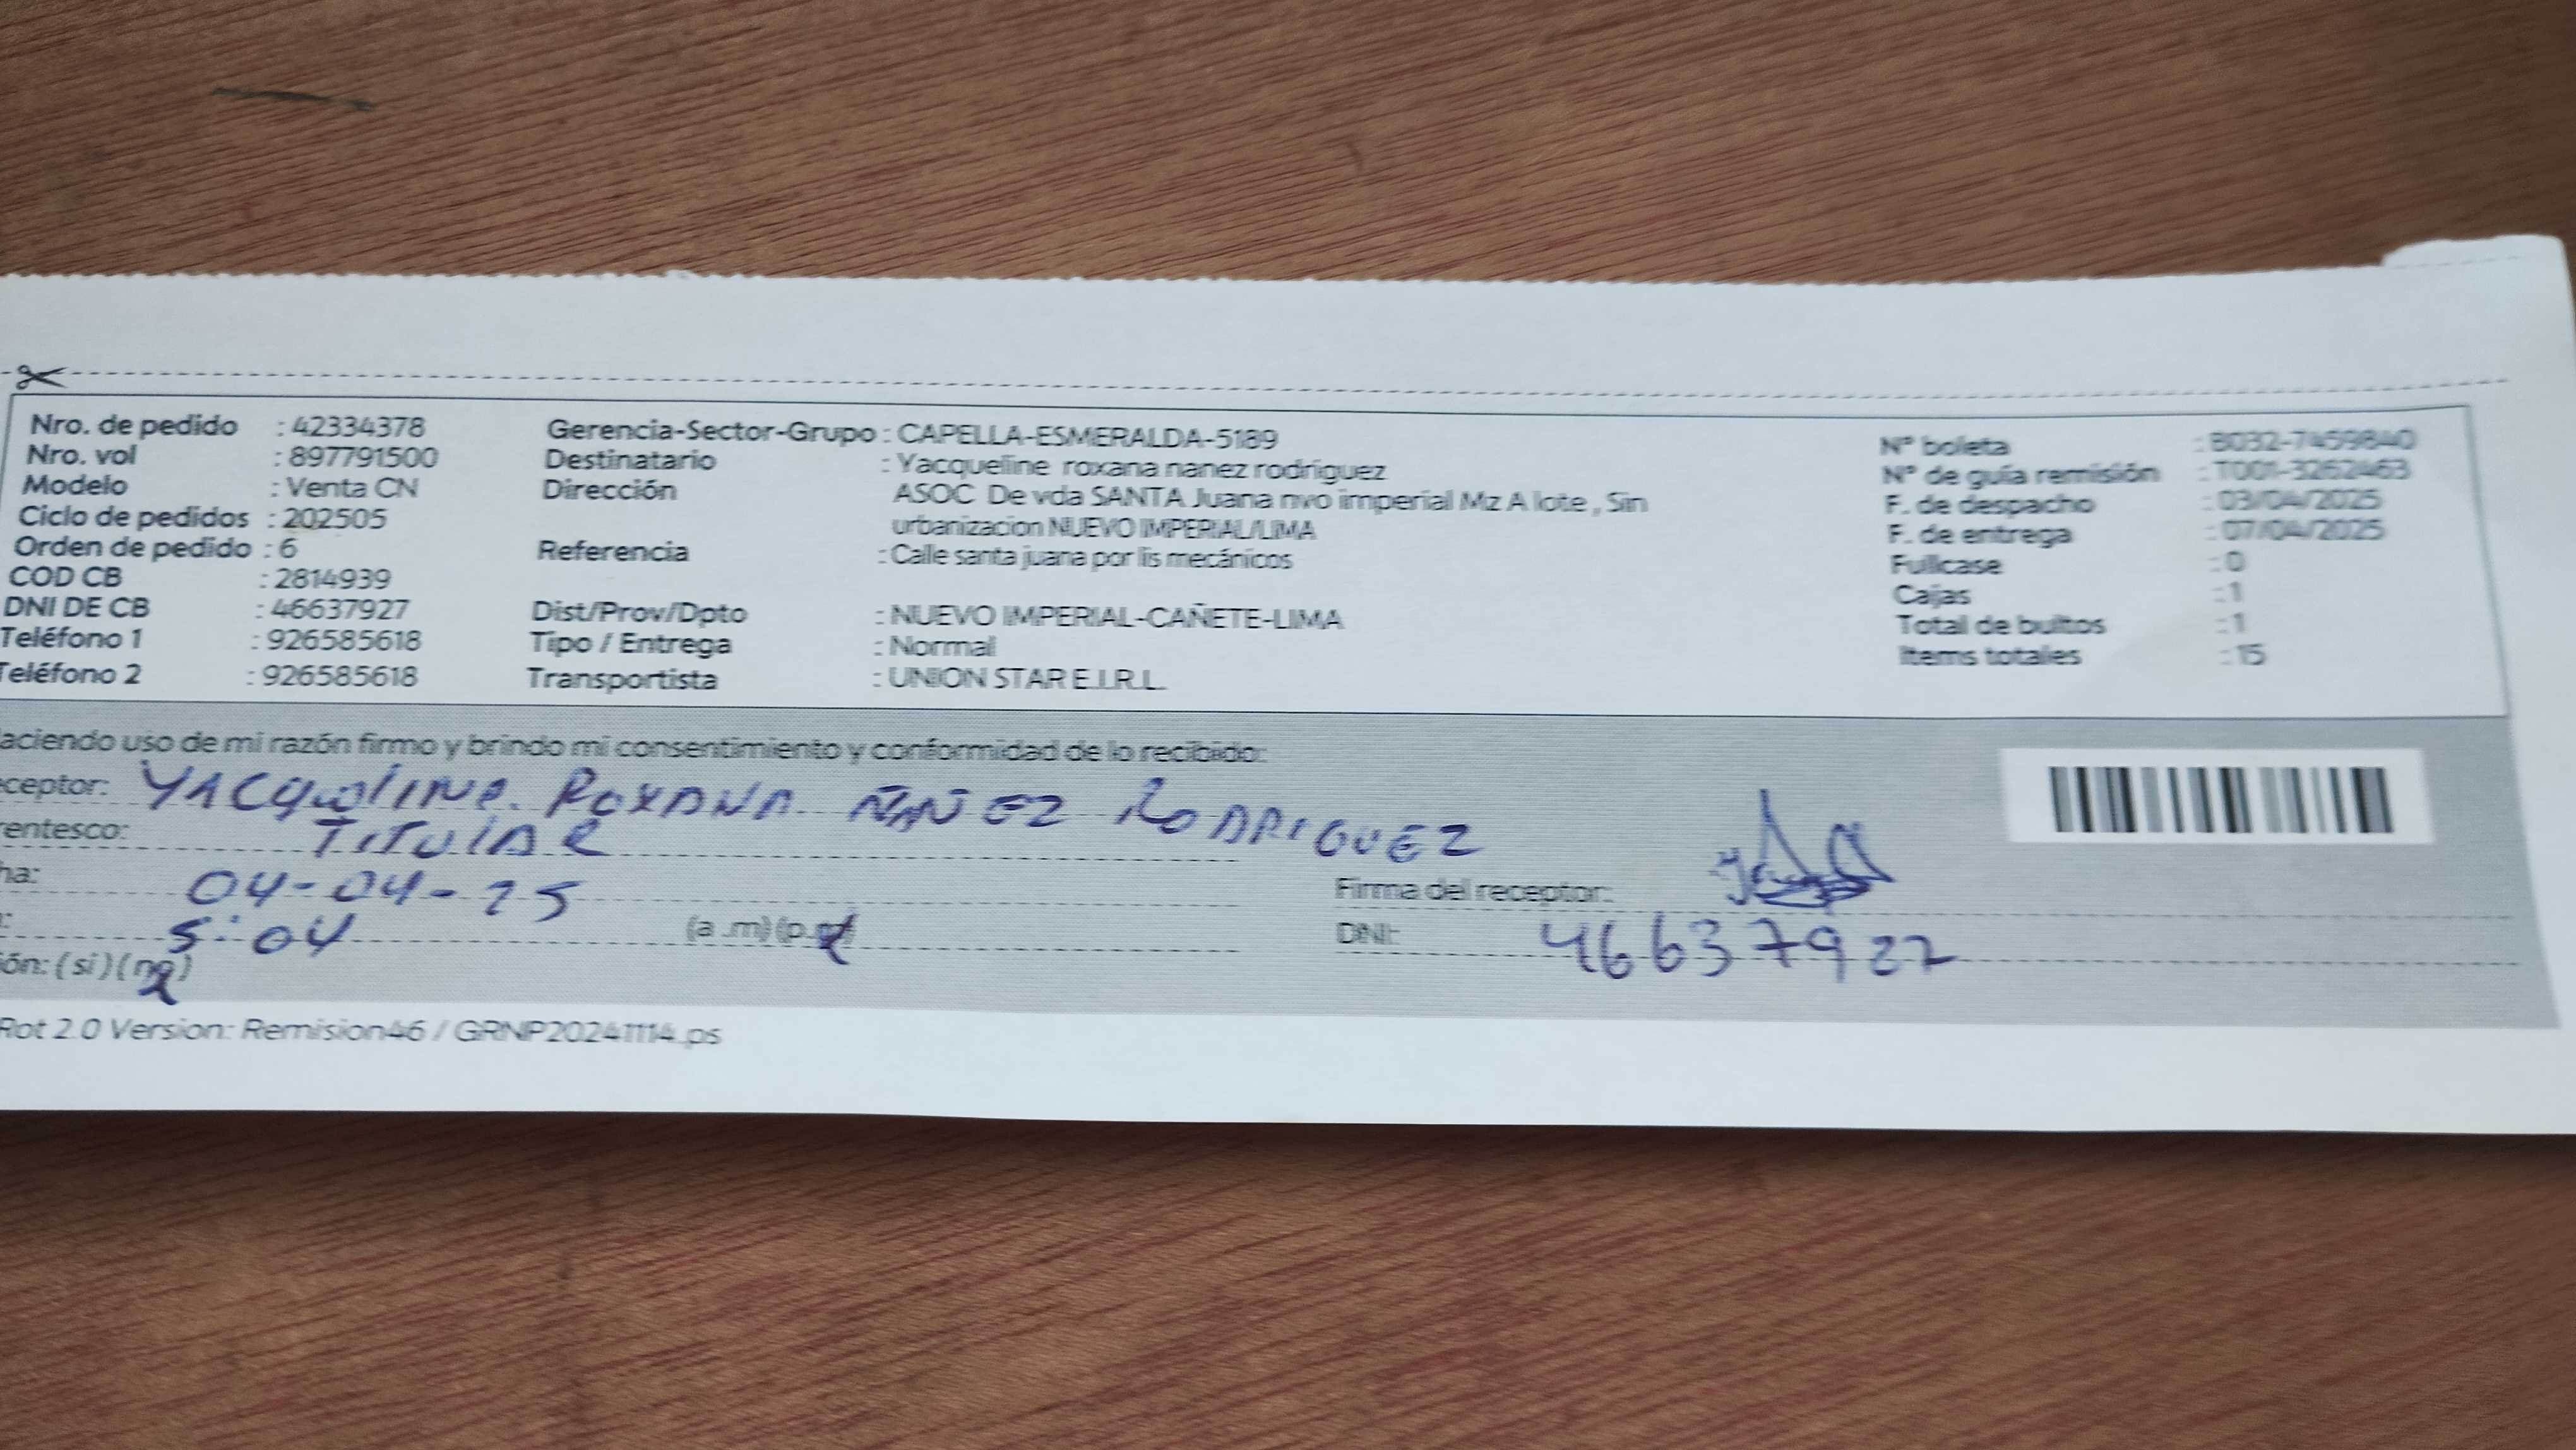 Nro. de pedido : 42334378
Nro. vol : 897791500
Modelo : Venta CN
Ciclo de pedidos : 202505
Orden de pedido : 6
COD CB : 2814939
DNI DE CB : 46637927
Teléfono 1 : 926585618
Teléfono 2 : 926585618
Gerencia-Sector-Grupo : CAPELLA-ESMERALDA-5189
Destinatario : Yacqueline roxana nanez rodriguez
Dirección ASOC De vda SANTA Juana nvo imperial Mz A lote , Sin
urbanizacion NUEVO IMPERIAL/LIMA
Referencia : Calle santa juana por lis mecánicos
Dist/Prov/Dpto : NUEVO IMPERIAL-CAÑETE-LIMA
Tipo / Entrega : Normal
Transportista : UNION STAR E.I.R.L.
Nº boleta : B032-7459840
Nº de guía remisión : T001-3262463
F. de despacho : 03/04/2025
F. de entrega : 07/04/2025
Fullcase : 0
Cajas : 1
Total de bultos : 1
Items totales : 15
aciendo uso de mi razón firmo y brindo mi consentimiento y conformidad de lo recibido:
ceptor: YACQUELINE. ROXANA ÑAÑEZ RODRIGUEZ
rentesco: TITULAR
ha: 04-04-25
: 5:04 (a .m) (p.m)
ión: ( si ) ( no )
Firma del receptor:
DNI: 46637927
Rot 2.0 Version: Remision46 / GRNP20241114.ps